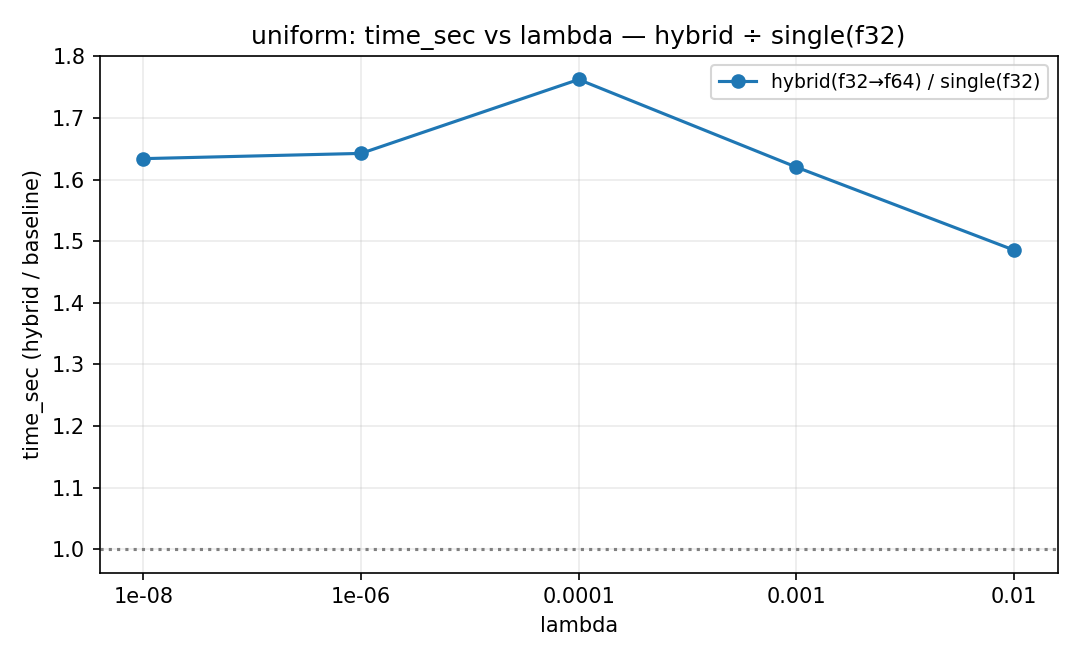 uniform: time_sec vs lambda — hybrid ÷ single(f32)
hybrid(f32→f64) / single(f32)
time_sec (hybrid / baseline)
1.8
1.7
1.6
1.5
1.4
1.3
1.2
1.1
1.0
1e-08
1e-06
0.0001
0.001
0.01
lambda